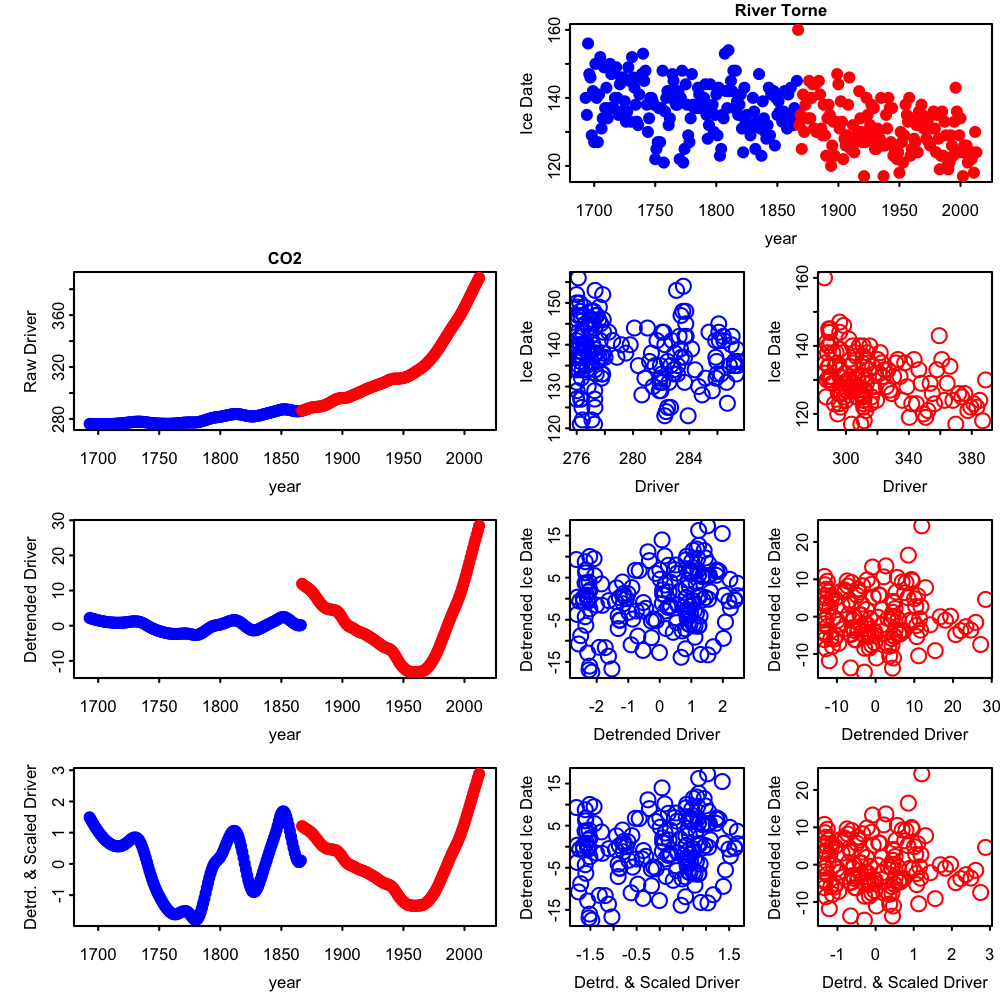 River Torne
Ice Date
120 140 160
1700 1750 1800 1850 1900 1950 2000
year
CO2
Raw Driver
280 320 360
1700 1750 1800 1850 1900 1950 2000
year
Ice Date
120 130 140 150
276 280 284
Driver
Ice Date
120 140 160
300 340 380
Driver
Detrended Driver
-10 0 10 20 30
1700 1750 1800 1850 1900 1950 2000
year
Detrended Ice Date
-15 -5 5 15
-2 -1 0 1 2
Detrended Driver
Detrended Ice Date
-10 0 10 20
-10 0 10 20 30
Detrended Driver
Detrd. & Scaled Driver
-1 0 1 2 3
1700 1750 1800 1850 1900 1950 2000
year
Detrended Ice Date
-15 -5 5 15
-1.5 -0.5 0.5 1.5
Detrd. & Scaled Driver
Detrended Ice Date
-10 0 10 20
-1 0 1 2 3
Detrd. & Scaled Driver